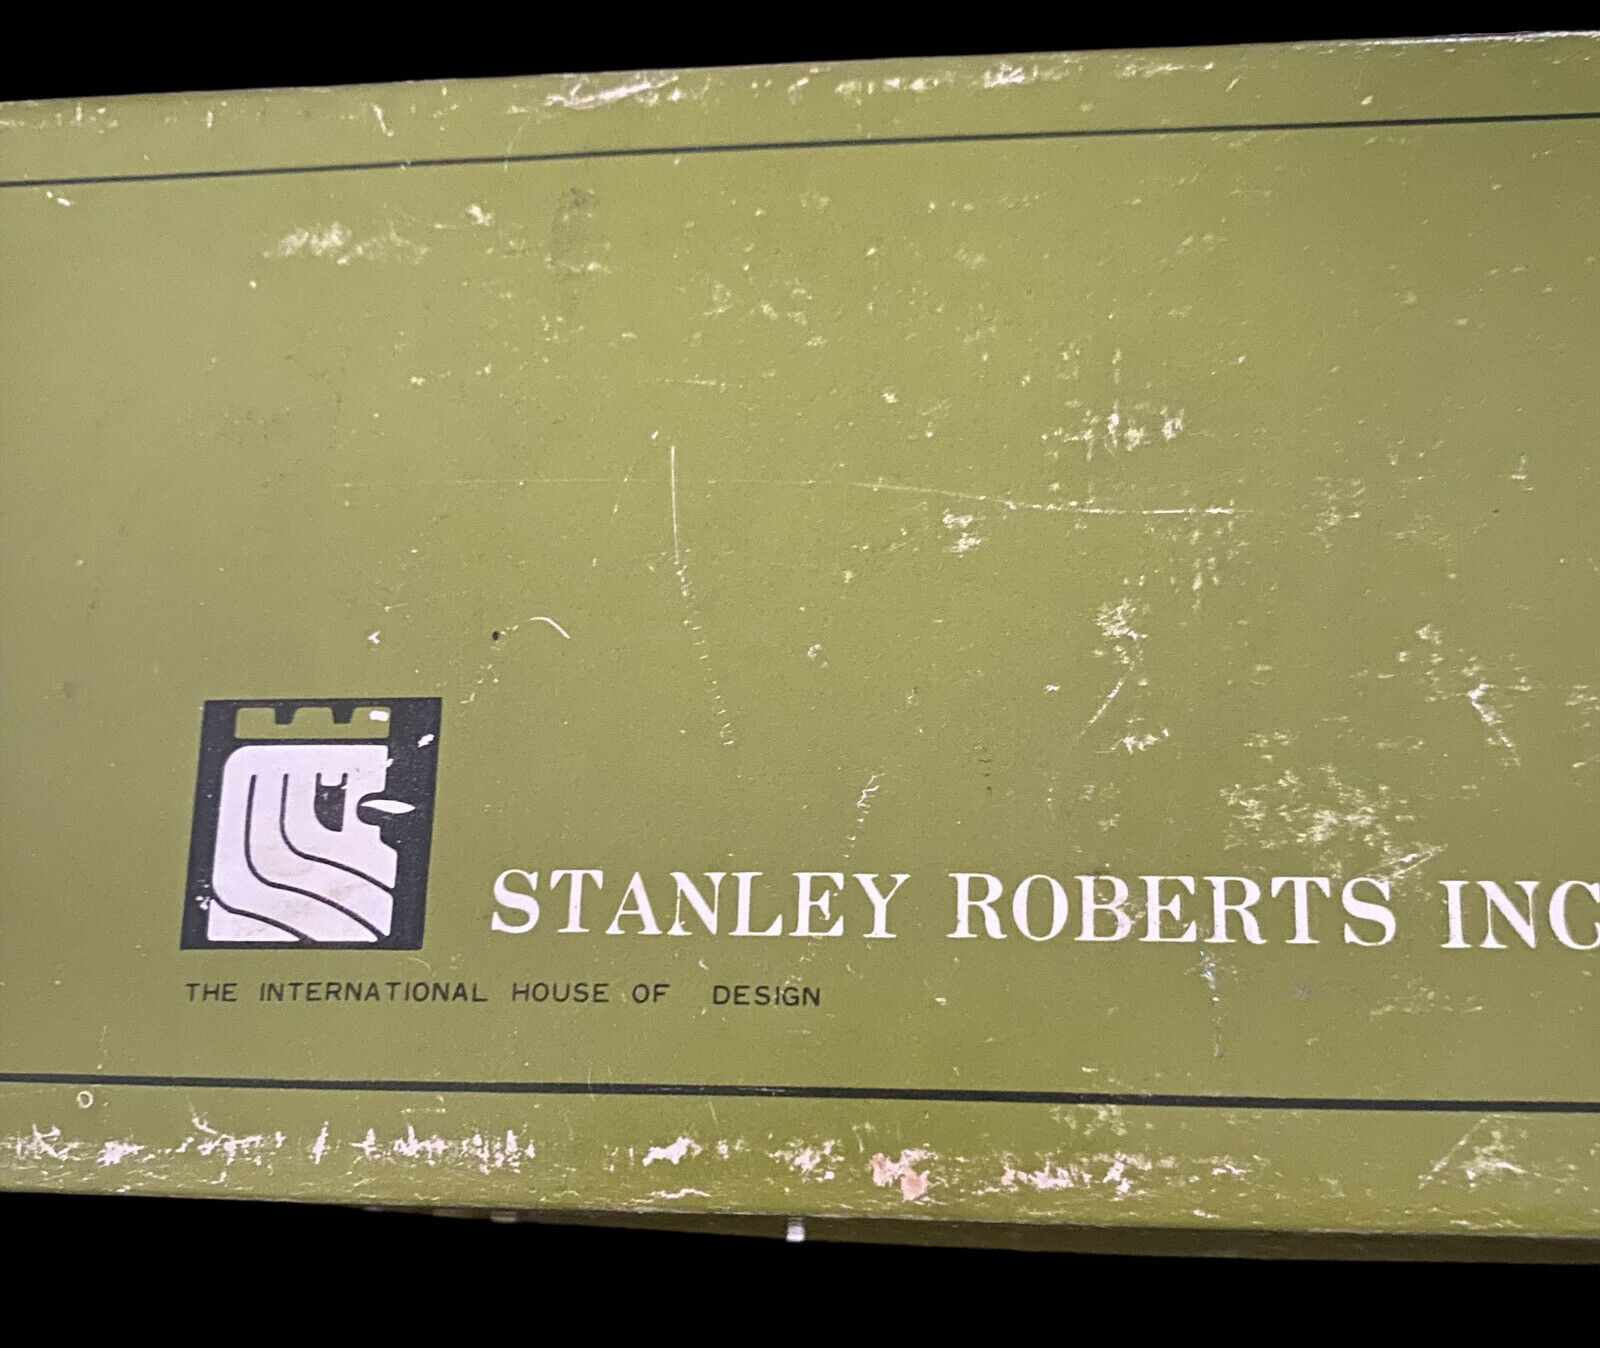 STANLEY ROBERTS INC
THE INTERNATIONAL HOUSE OF DESIGN